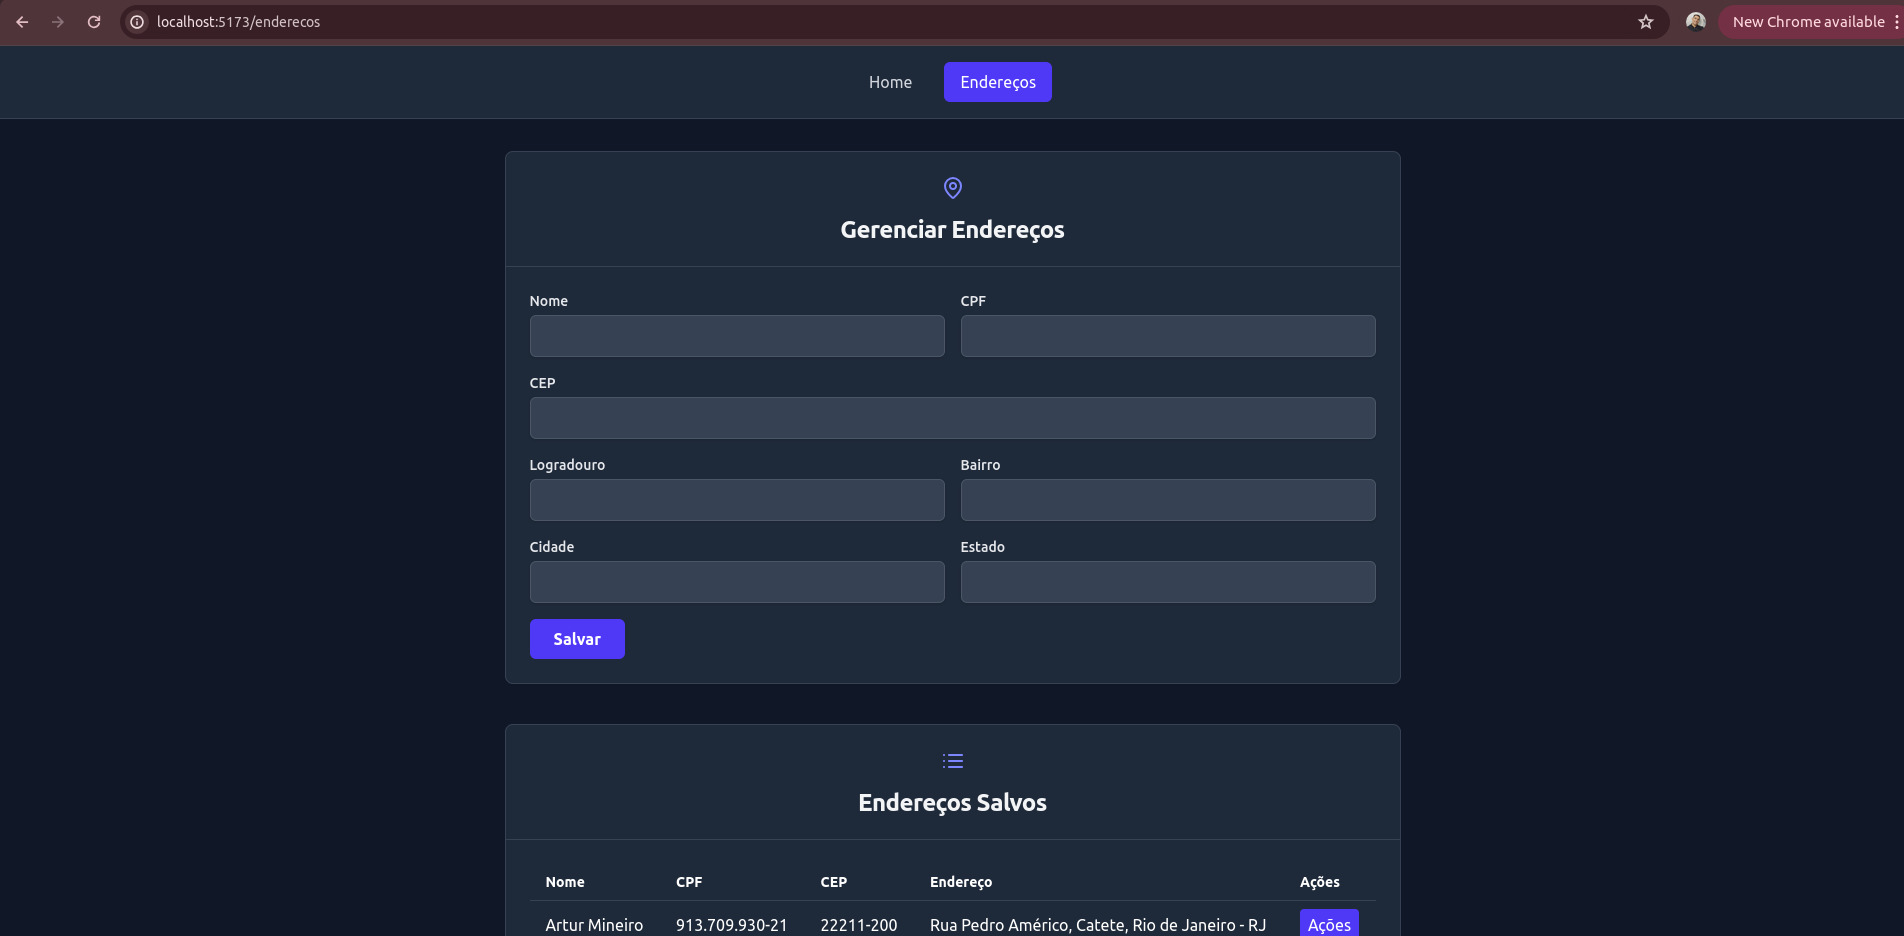 localhost:5173/enderecos
New Chrome available
Home Endereços
Gerenciar Endereços
Nome CPF
CEP
Logradouro Bairro
Cidade Estado
Salvar
Endereços Salvos
Nome CPF CEP Endereço Ações
Artur Mineiro 913.709.930-21 22211-200 Rua Pedro Américo, Catete, Rio de Janeiro - RJ Ações